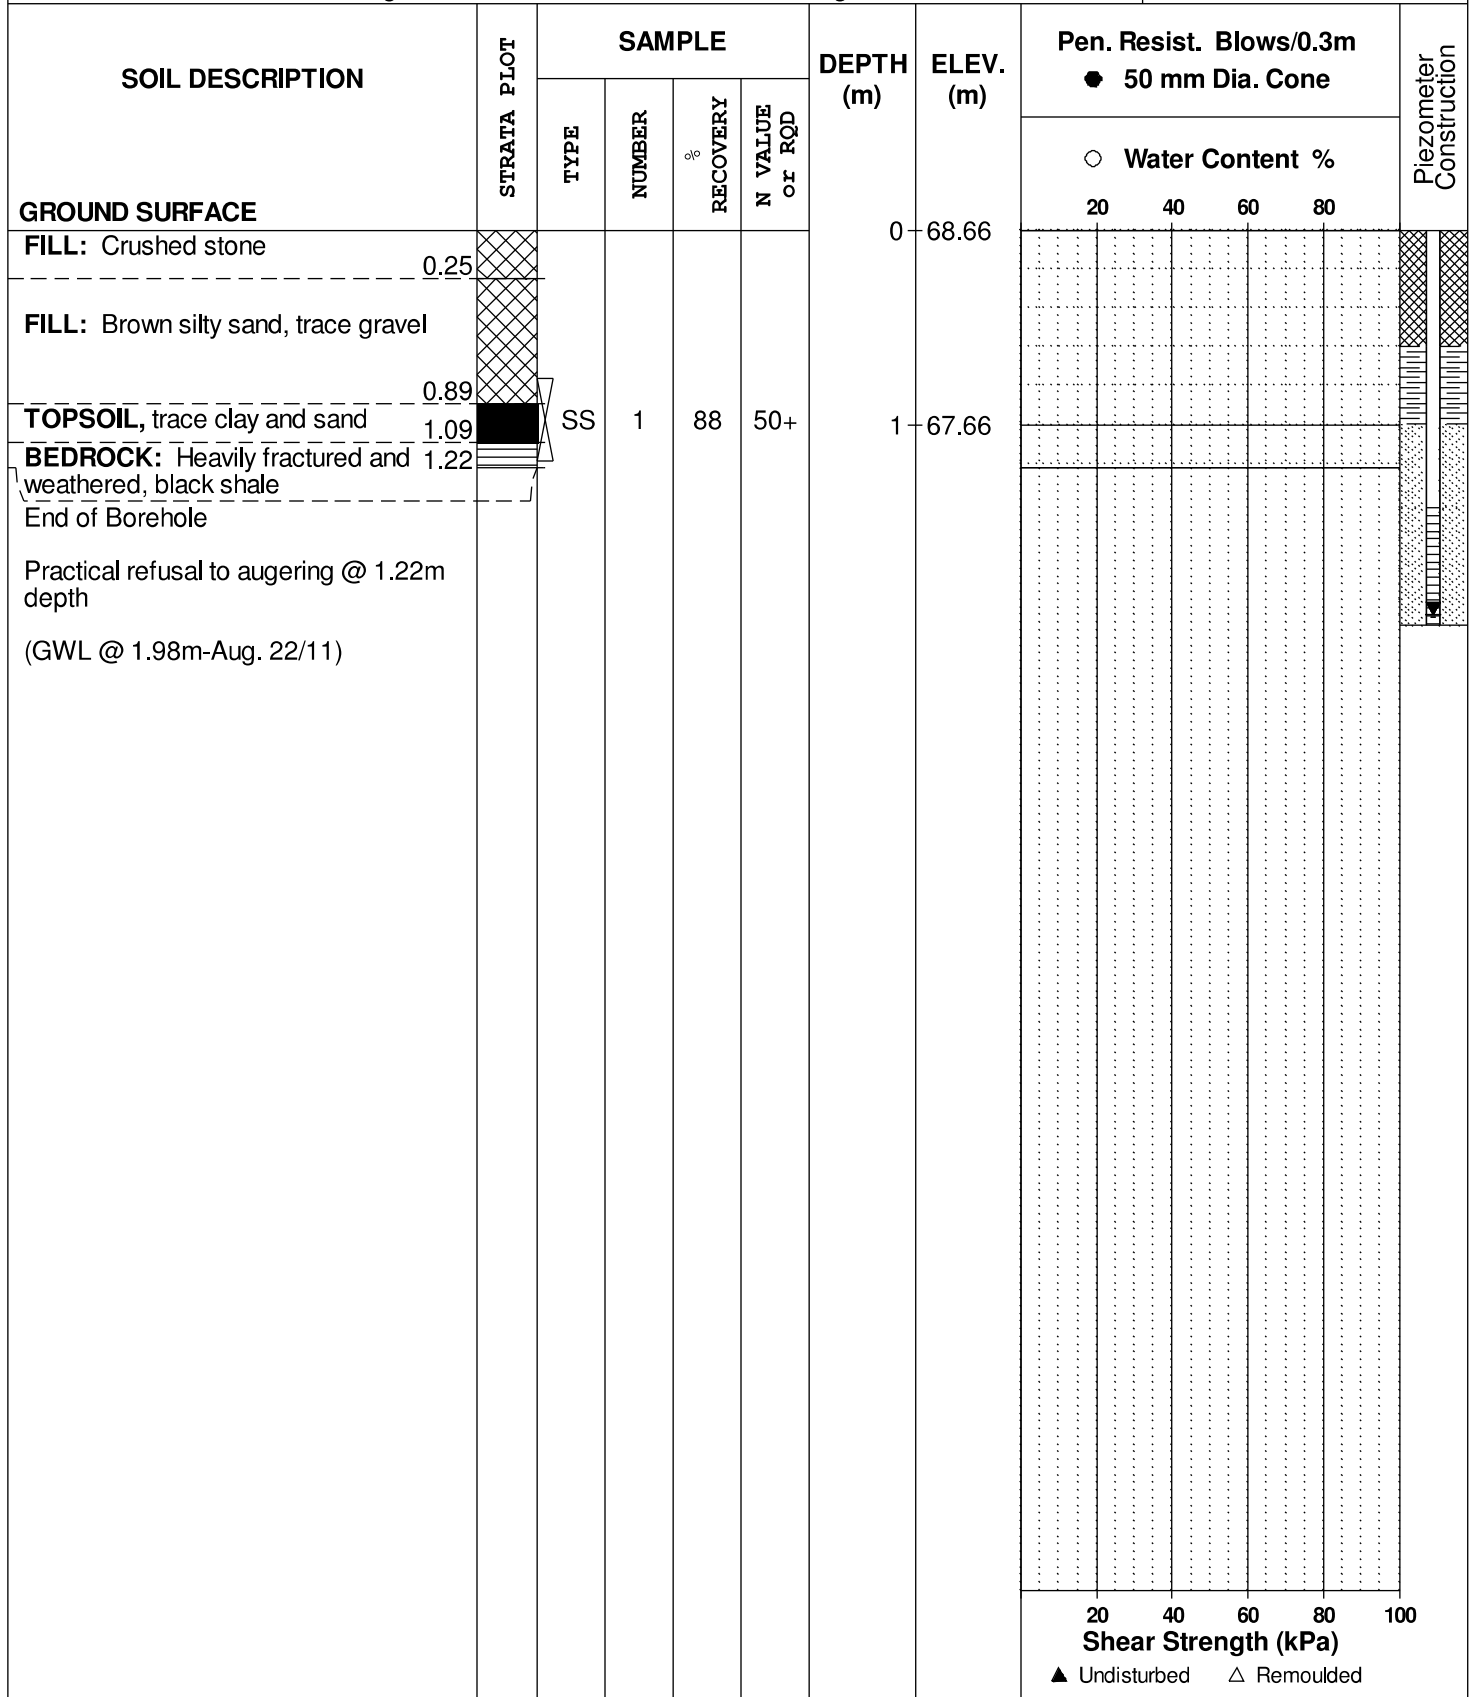 SOIL DESCRIPTION
GROUND SURFACE
STRATA PLOT
SAMPLE
TYPE
NUMBER
% RECOVERY
N VALUE or RQD
DEPTH (m)
ELEV. (m)
Pen. Resist. Blows/0.3m
● 50 mm Dia. Cone
○ Water Content %
20 40 60 80
Piezometer Construction
FILL: Crushed stone
0.25
FILL: Brown silty sand, trace gravel
0.89
TOPSOIL, trace clay and sand
1.09
BEDROCK: Heavily fractured and
1.22
weathered, black shale
End of Borehole
Practical refusal to augering @ 1.22m
depth
(GWL @ 1.98m-Aug. 22/11)
SS 1 88 50+
0 68.66
1 67.66
20 40 60 80 100
Shear Strength (kPa)
▲ Undisturbed △ Remoulded